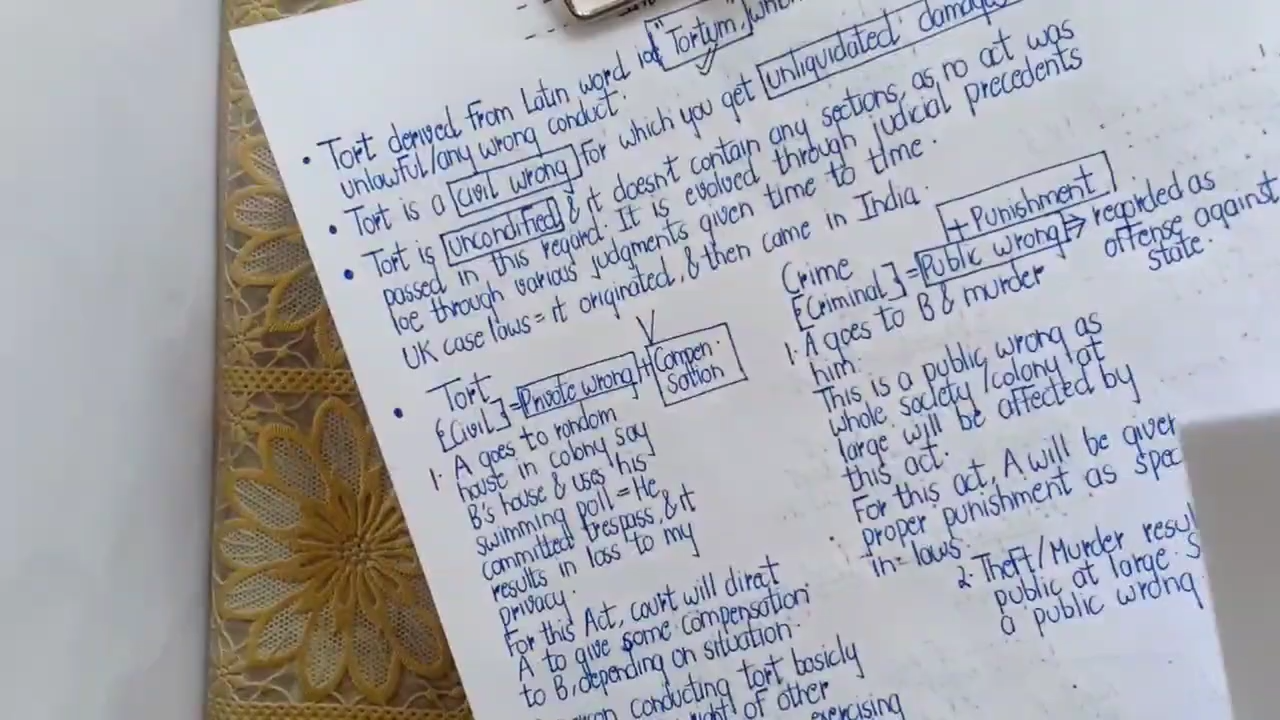 • Tort derived from Latin word i.e. "Tortum,"
unlawful/any wrong conduct.
• Tort is a civil wrong for which you get unliquidated damages
• Tort is uncondified & it doesn't contain any sections, as no act was
passed in this regard. It is evolved through judicial precedents
i.e through various judgments given time to time.
UK case laws = it originated, & then came in India.
• Tort
[Civil] = Private wrong + Compen-
sation
1. A goes to random
house in colony say
B's house & uses his
swimming poll = He
committed trespass, & it
results in loss to my
privacy.
For this Act, court will direct
A to give some compensation
to B, depending on situation.
conducting tort basicly
right of other
exercising
+ Punishment
Crime
[Criminal] = Public wrong → regarded as
offense against
state.
1. A goes to B & murder
him.
This is a public wrong as
whole society/colony at
large will be affected by
this act.
For this act, A will be given
proper punishment as spec
in laws.
2. Theft/Murder resul
public at large. S
a public wrong.